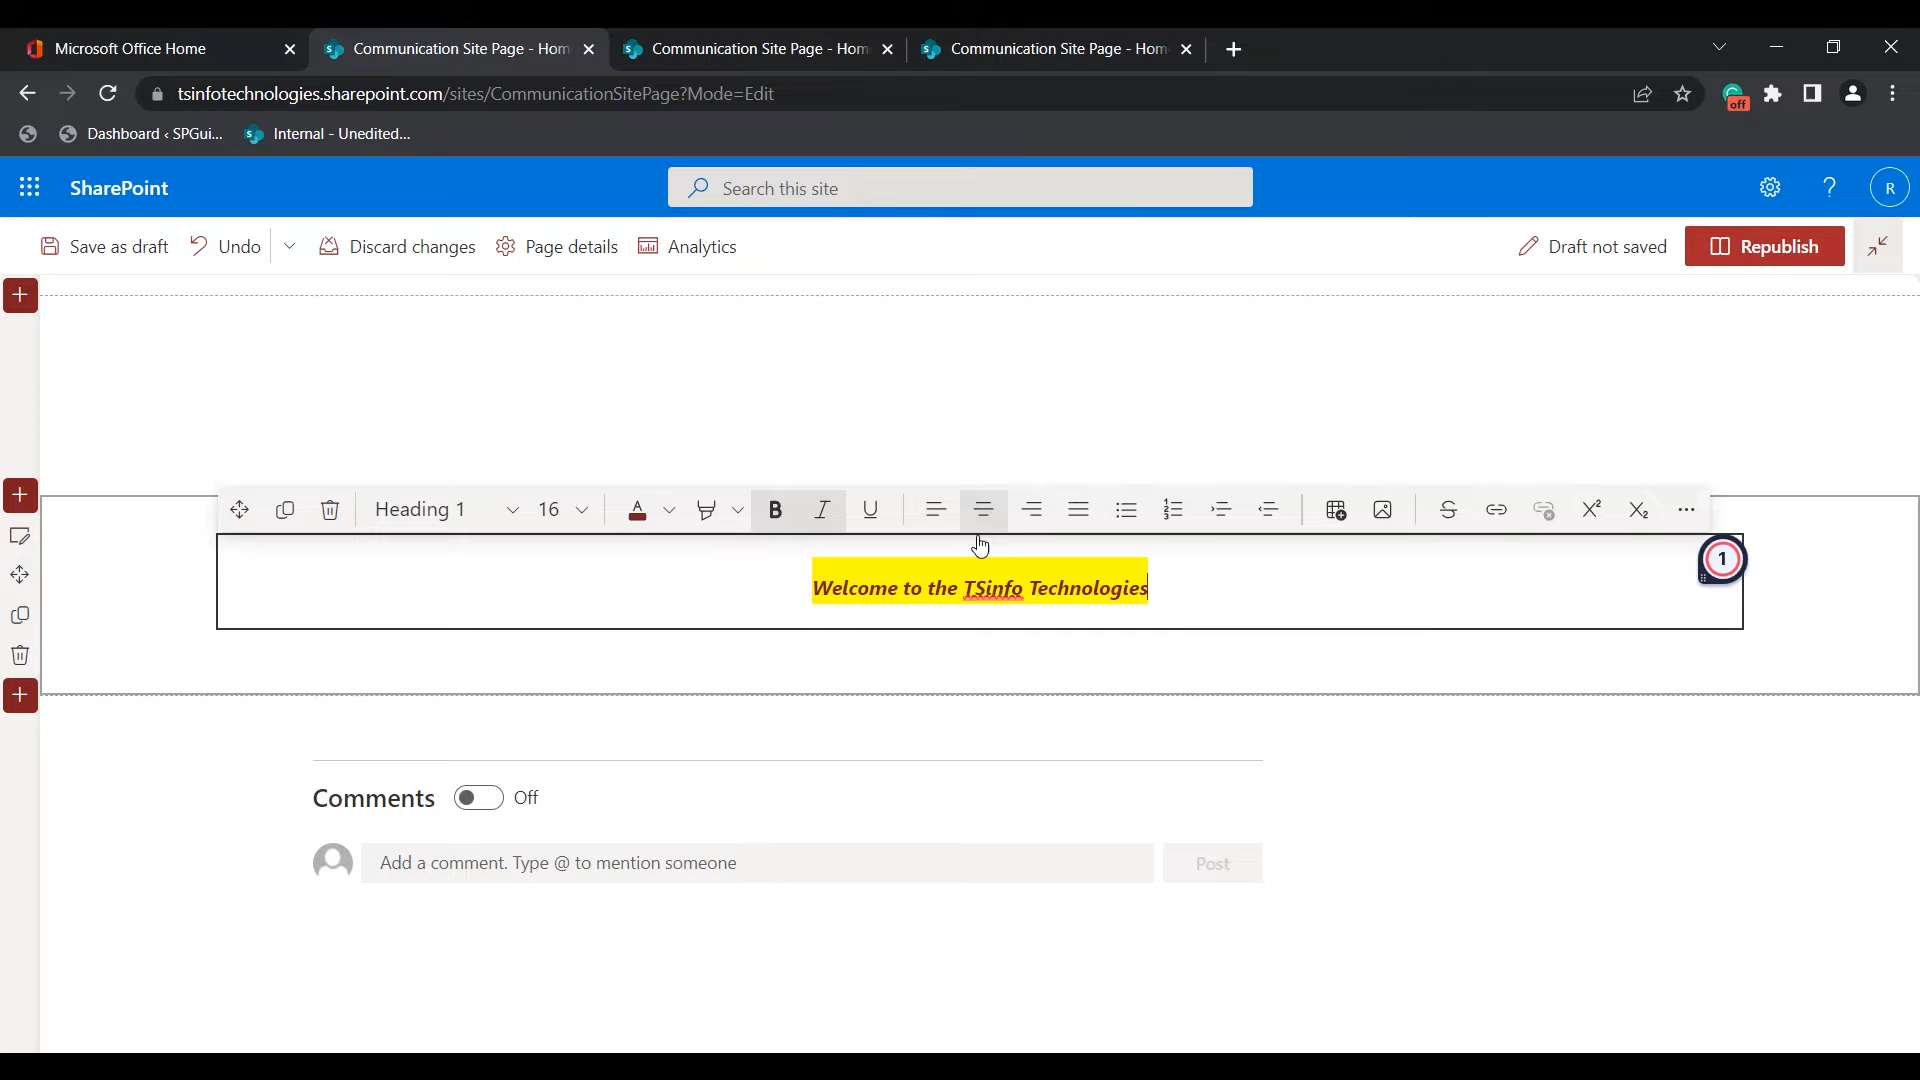 Microsoft Office Home
Communication Site Page - Hom
Communication Site Page - Hom
Communication Site Page - Hom
tsinfotechnologies.sharepoint.com/sites/CommunicationSitePage?Mode=Edit
off
Dashboard ‹ SPGui...
Internal - Unedited...
SharePoint
Search this site
R
Save as draft
Undo
Discard changes
Page details
Analytics
Draft not saved
Republish
Heading 1
16
Welcome to the TSinfo Technologies
1
Comments
Off
Add a comment. Type @ to mention someone
Post